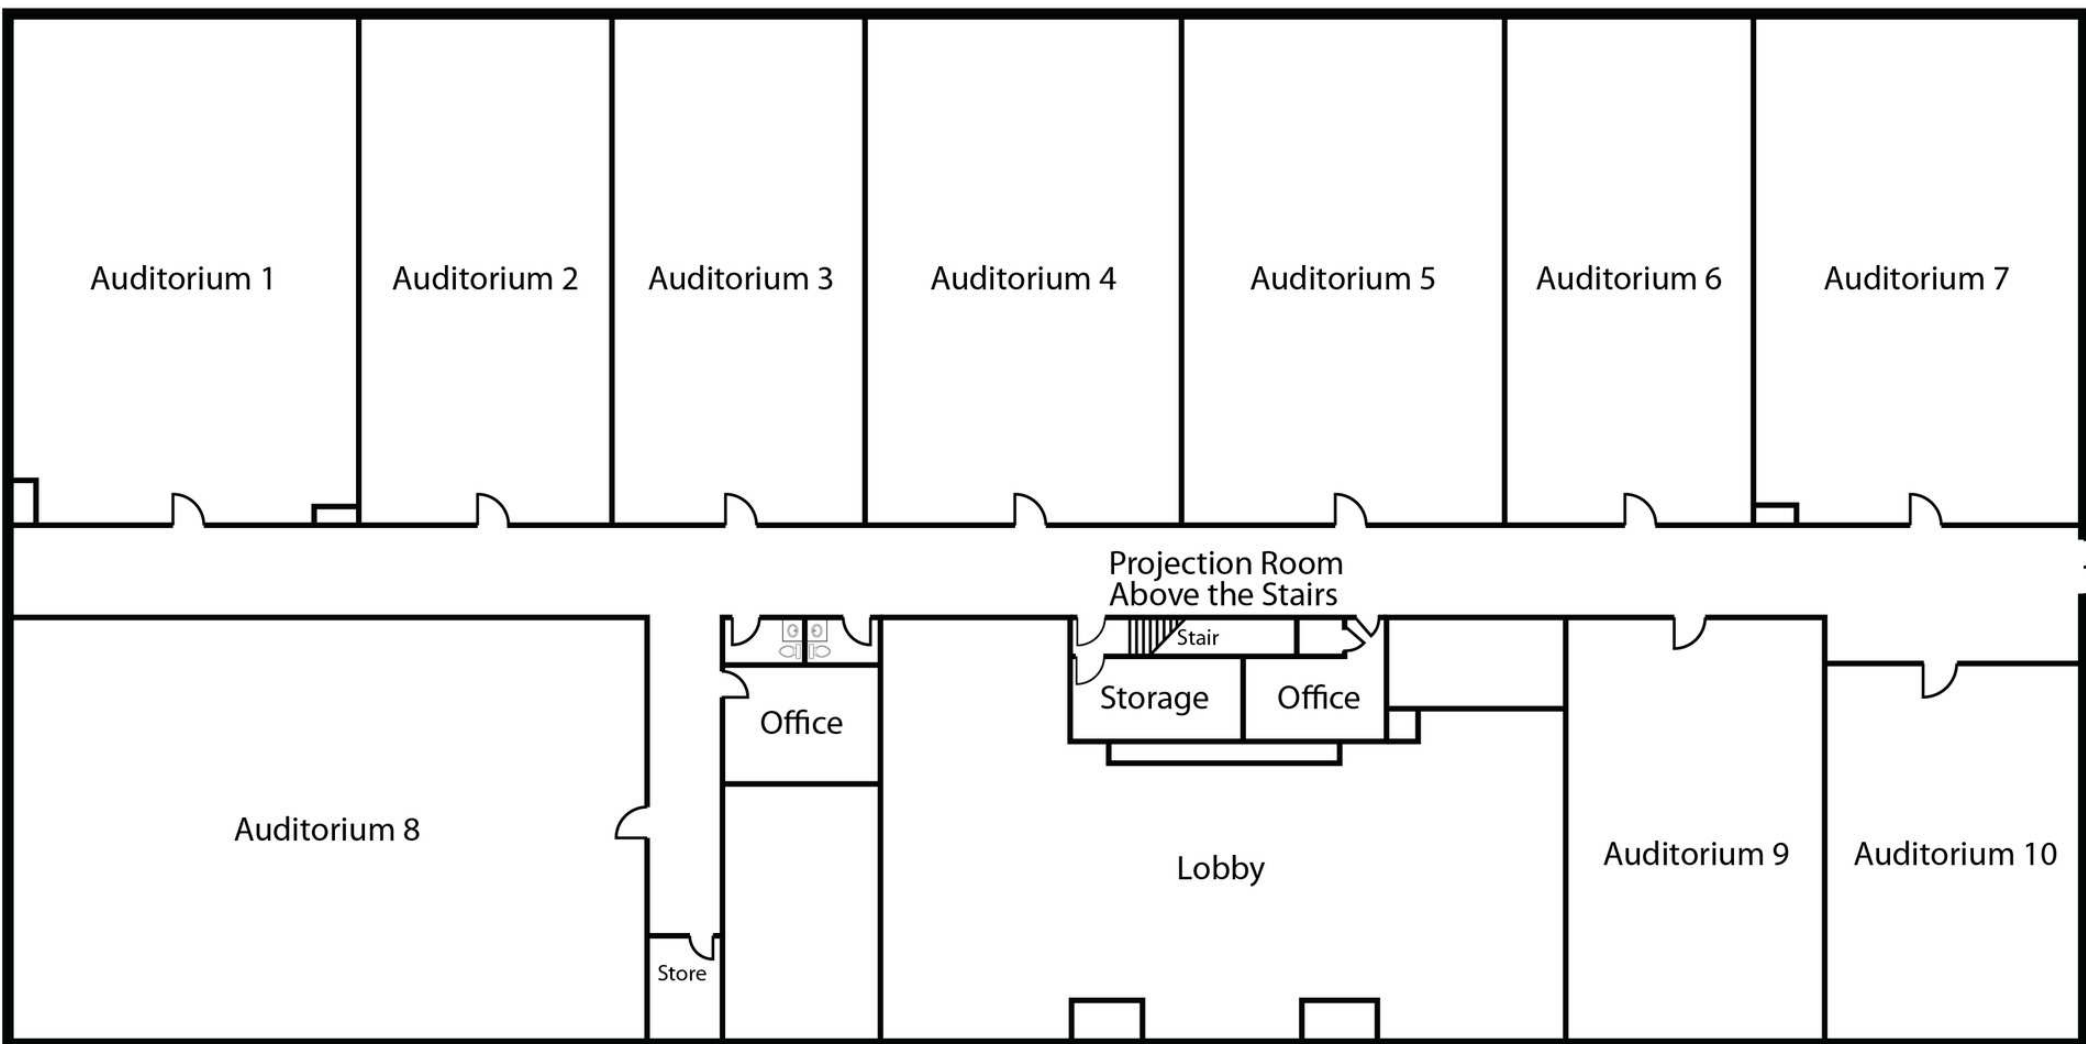 Auditorium 1
Auditorium 2
Auditorium 3
Auditorium 4
Auditorium 5
Auditorium 6
Auditorium 7
Projection Room
Above the Stairs
Stair
Storage
Office
Office
Auditorium 8
Lobby
Auditorium 9
Auditorium 10
Store